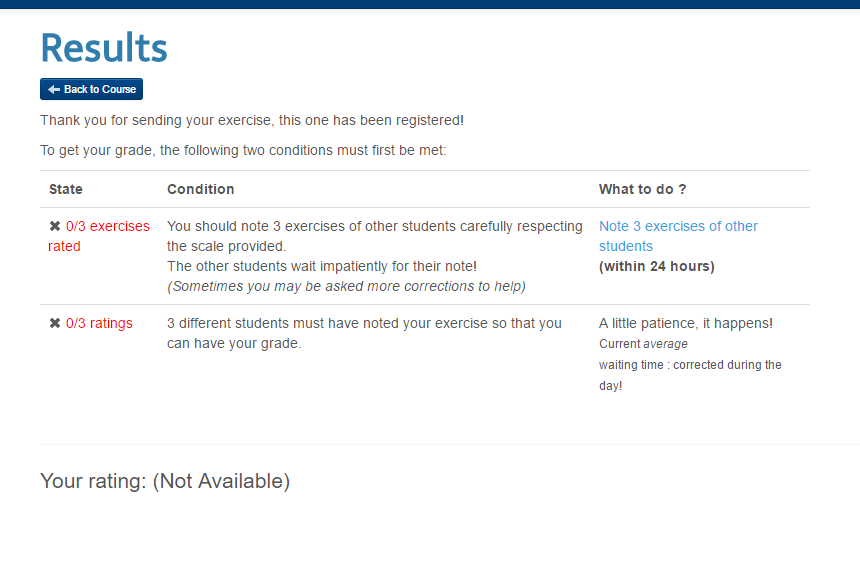 Results
Back to Course
Thank you for sending your exercise, this one has been registered!
To get your grade, the following two conditions must first be met:
State Condition What to do ?
✖ 0/3 exercises rated
You should note 3 exercises of other students carefully respecting
the scale provided.
The other students wait impatiently for their note!
(Sometimes you may be asked more corrections to help)
Note 3 exercises of other
students
(within 24 hours)
✖ 0/3 ratings
3 different students must have noted your exercise so that you
can have your grade.
A little patience, it happens!
Current average
waiting time : corrected during the
day!
Your rating: (Not Available)